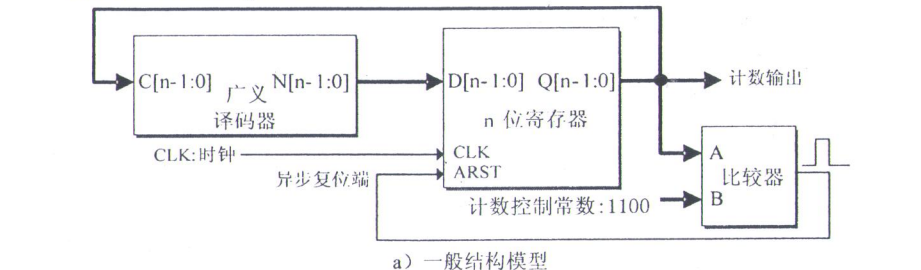 C[n-1:0] N[n-1:0]
广义
译码器
D[n-1:0] Q[n-1:0]
n 位寄存器
计数输出
CLK:时钟
CLK
异步复位端
ARST
A
比较器
B
计数控制常数:1100
a）一般结构模型